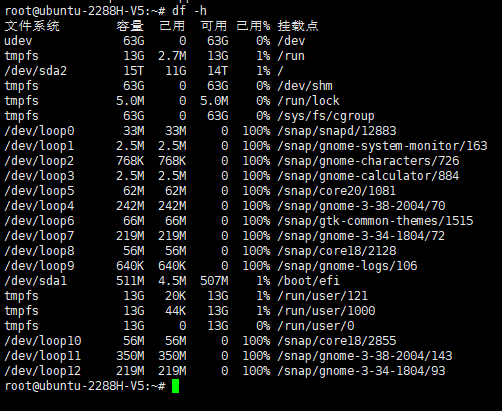 root@ubuntu-2288H-V5:~# df -h
文件系统 容量 已用 可用 已用% 挂载点
udev 63G 0 63G 0% /dev
tmpfs 13G 2.7M 13G 1% /run
/dev/sda2 15T 11G 14T 1% /
tmpfs 63G 0 63G 0% /dev/shm
tmpfs 5.0M 0 5.0M 0% /run/lock
tmpfs 63G 0 63G 0% /sys/fs/cgroup
/dev/loop0 33M 33M 0 100% /snap/snapd/12883
/dev/loop1 2.5M 2.5M 0 100% /snap/gnome-system-monitor/163
/dev/loop2 768K 768K 0 100% /snap/gnome-characters/726
/dev/loop3 2.5M 2.5M 0 100% /snap/gnome-calculator/884
/dev/loop5 62M 62M 0 100% /snap/core20/1081
/dev/loop4 242M 242M 0 100% /snap/gnome-3-38-2004/70
/dev/loop6 66M 66M 0 100% /snap/gtk-common-themes/1515
/dev/loop7 219M 219M 0 100% /snap/gnome-3-34-1804/72
/dev/loop8 56M 56M 0 100% /snap/core18/2128
/dev/loop9 640K 640K 0 100% /snap/gnome-logs/106
/dev/sda1 511M 4.5M 507M 1% /boot/efi
tmpfs 13G 20K 13G 1% /run/user/121
tmpfs 13G 44K 13G 1% /run/user/1000
tmpfs 13G 0 13G 0% /run/user/0
/dev/loop10 56M 56M 0 100% /snap/core18/2855
/dev/loop11 350M 350M 0 100% /snap/gnome-3-38-2004/143
/dev/loop12 219M 219M 0 100% /snap/gnome-3-34-1804/93
root@ubuntu-2288H-V5:~#